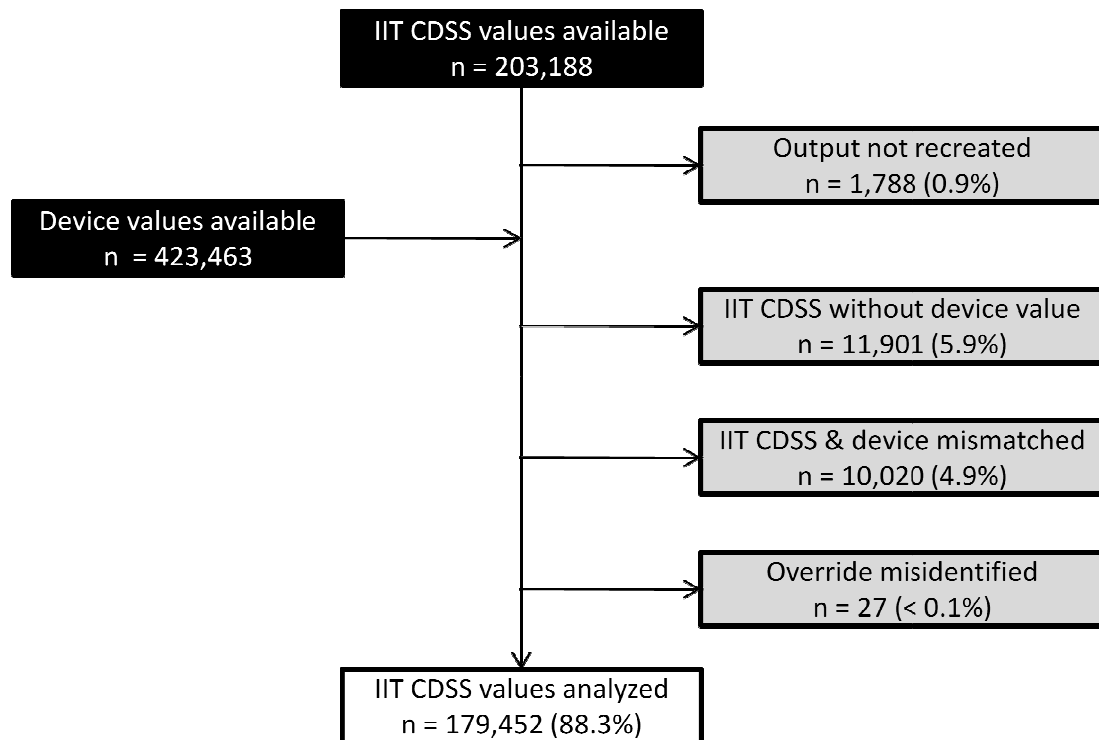 IIT CDSS values available
n = 203,188
Output not recreated
n = 1,788 (0.9%)
Device values available
n = 423,463
IIT CDSS without device value
n = 11,901 (5.9%)
IIT CDSS & device mismatched
n = 10,020 (4.9%)
Override misidentified
n = 27 (< 0.1%)
IIT CDSS values analyzed
n = 179,452 (88.3%)